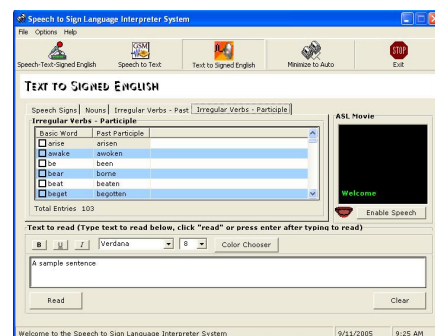 Speech to Sign Language Interpreter System
File Options Help
Speech-Text-Signed English
GSM
Speech to Text
Text to Signed English
Minimize to Auto
STOP
Exit
TEXT TO SIGNED ENGLISH
Speech Signs Nouns Irregular Verbs - Past Irregular Verbs - Participle
Irregular Verbs - Participle
Basic Word Past Participle
arise arisen
awake awoken
be been
bear borne
beat beaten
beget begotten
Total Entries 103
ASL Movie
Welcome
Enable Speech
Text to read (Type text to read below, click "read" or press enter after typing to read)
B U I Verdana 8 Color Chooser
A sample sentence
Read Clear
Welcome to the Speech to Sign Language Interpreter System 9/11/2005 9:25 AM